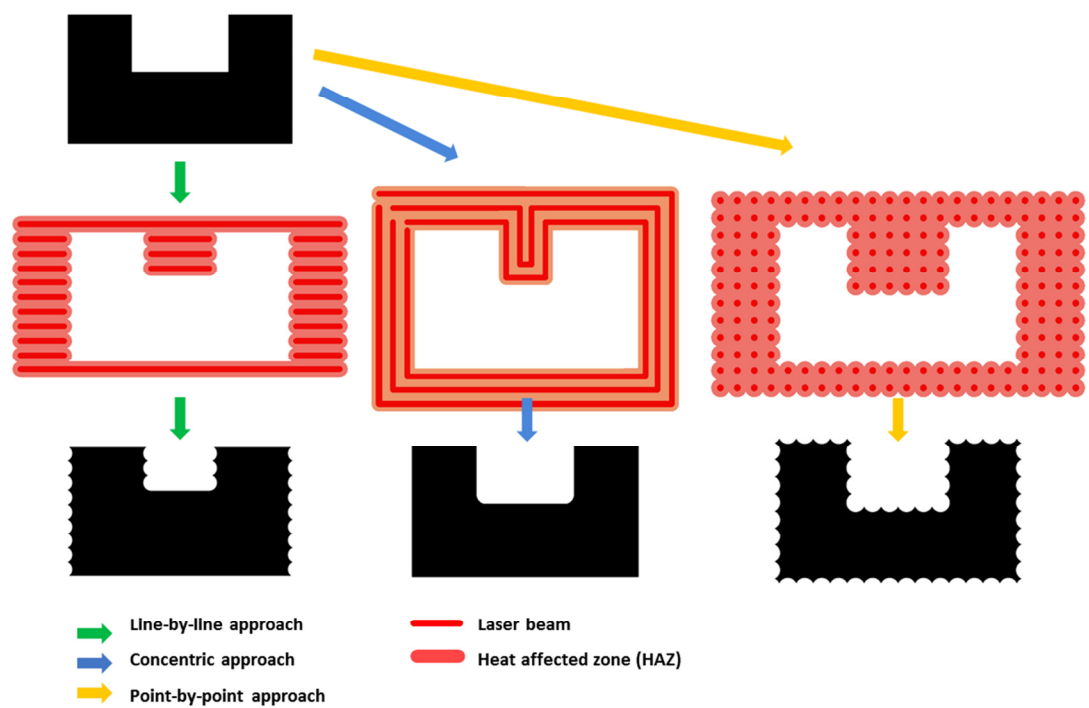 Line-by-line approach
Laser beam
Concentric approach
Heat affected zone (HAZ)
Point-by-point approach